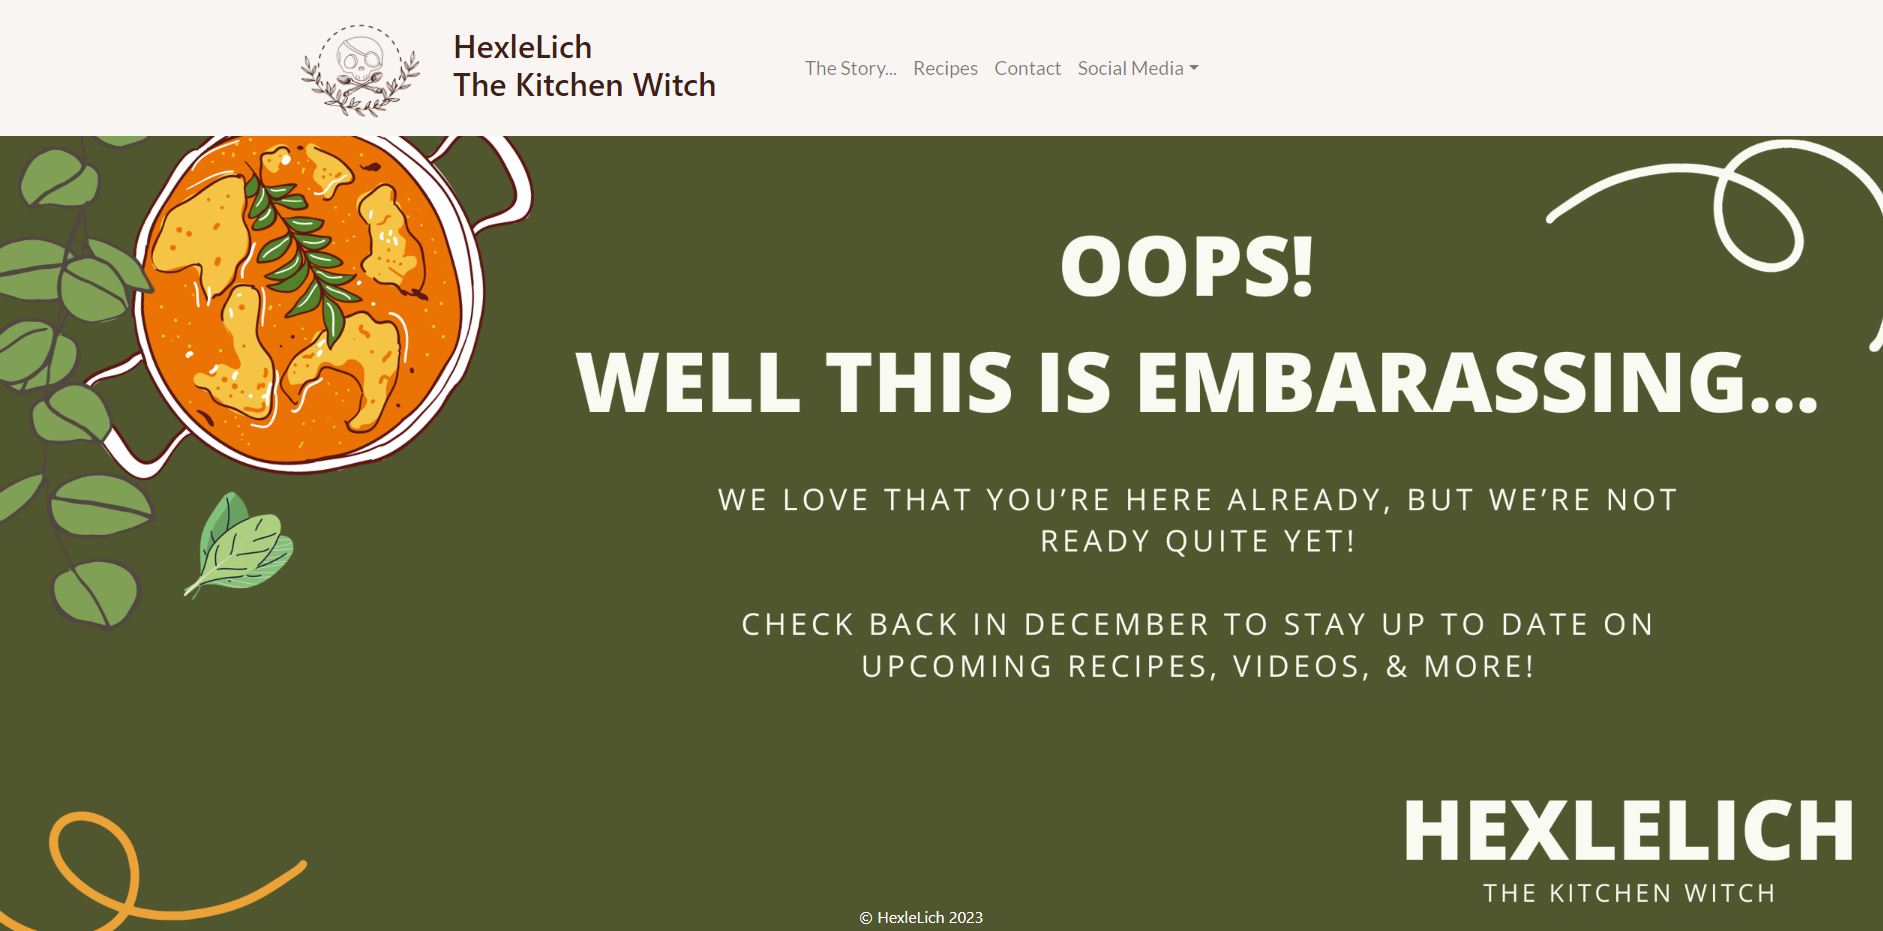 HexleLich
The Kitchen Witch
The Story... Recipes Contact Social Media
OOPS!
WELL THIS IS EMBARASSING...
WE LOVE THAT YOU’RE HERE ALREADY, BUT WE’RE NOT
READY QUITE YET!
CHECK BACK IN DECEMBER TO STAY UP TO DATE ON
UPCOMING RECIPES, VIDEOS, & MORE!
HEXLELICH
THE KITCHEN WITCH
© HexleLich 2023